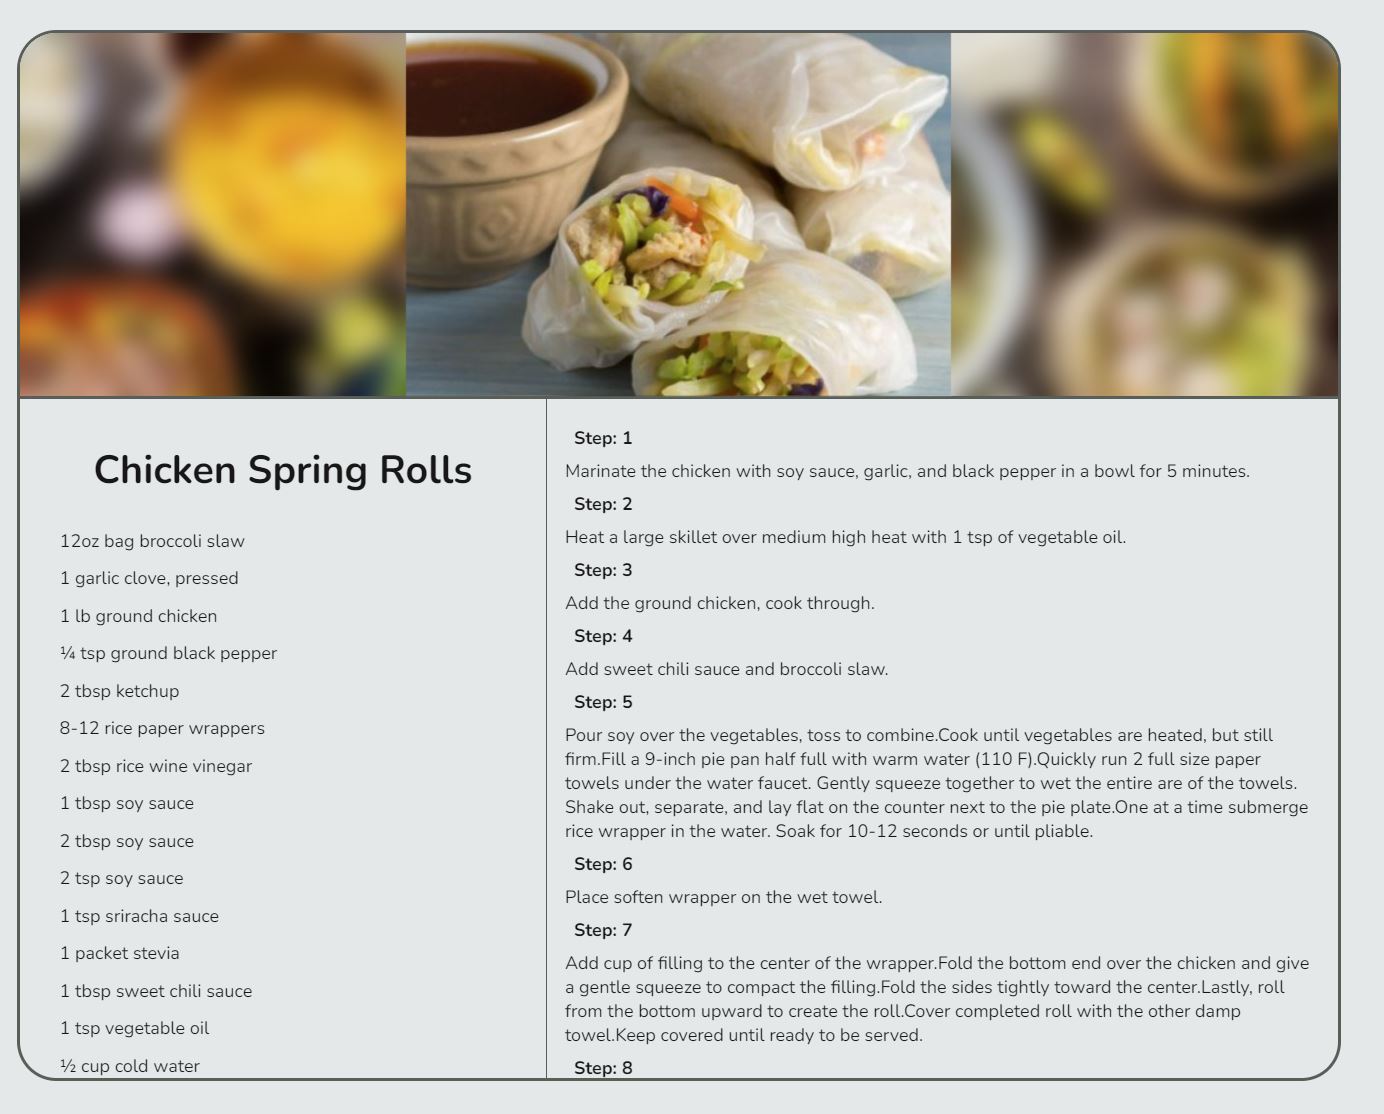 Chicken Spring Rolls
12oz bag broccoli slaw
1 garlic clove, pressed
1 lb ground chicken
¼ tsp ground black pepper
2 tbsp ketchup
8-12 rice paper wrappers
2 tbsp rice wine vinegar
1 tbsp soy sauce
2 tbsp soy sauce
2 tsp soy sauce
1 tsp sriracha sauce
1 packet stevia
1 tbsp sweet chili sauce
1 tsp vegetable oil
½ cup cold water
Step: 1
Marinate the chicken with soy sauce, garlic, and black pepper in a bowl for 5 minutes.
Step: 2
Heat a large skillet over medium high heat with 1 tsp of vegetable oil.
Step: 3
Add the ground chicken, cook through.
Step: 4
Add sweet chili sauce and broccoli slaw.
Step: 5
Pour soy over the vegetables, toss to combine.Cook until vegetables are heated, but still
firm.Fill a 9-inch pie pan half full with warm water (110 F).Quickly run 2 full size paper
towels under the water faucet. Gently squeeze together to wet the entire are of the towels.
Shake out, separate, and lay flat on the counter next to the pie plate.One at a time submerge
rice wrapper in the water. Soak for 10-12 seconds or until pliable.
Step: 6
Place soften wrapper on the wet towel.
Step: 7
Add cup of filling to the center of the wrapper.Fold the bottom end over the chicken and give
a gentle squeeze to compact the filling.Fold the sides tightly toward the center.Lastly, roll
from the bottom upward to create the roll.Cover completed roll with the other damp
towel.Keep covered until ready to be served.
Step: 8